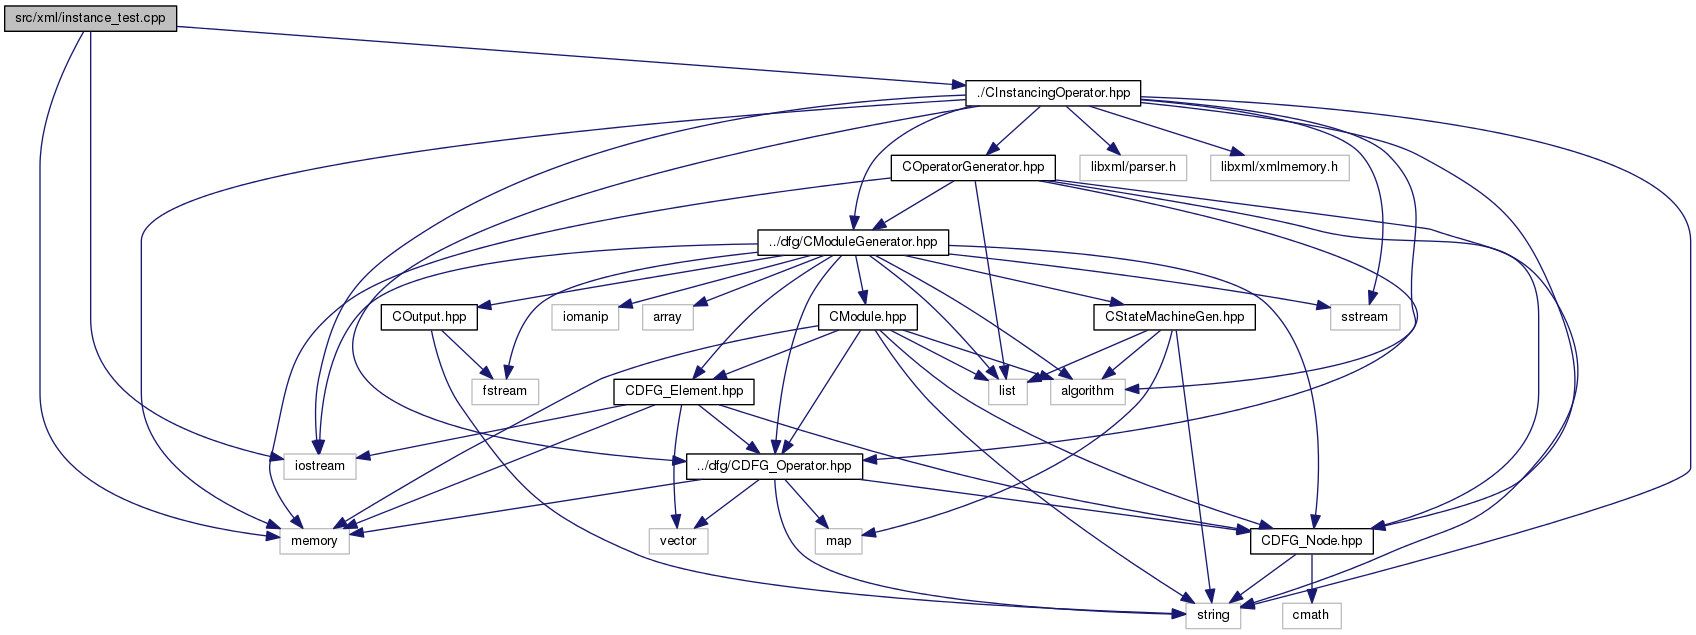 src/xml/instance_test.cpp
./CInstancingOperator.hpp
COperatorGenerator.hpp
libxml/parser.h
libxml/xmlmemory.h
../dfg/CModuleGenerator.hpp
COutput.hpp
iomanip
array
CModule.hpp
CStateMachineGen.hpp
sstream
fstream
CDFG_Element.hpp
list
algorithm
iostream
../dfg/CDFG_Operator.hpp
memory
vector
map
CDFG_Node.hpp
string
cmath